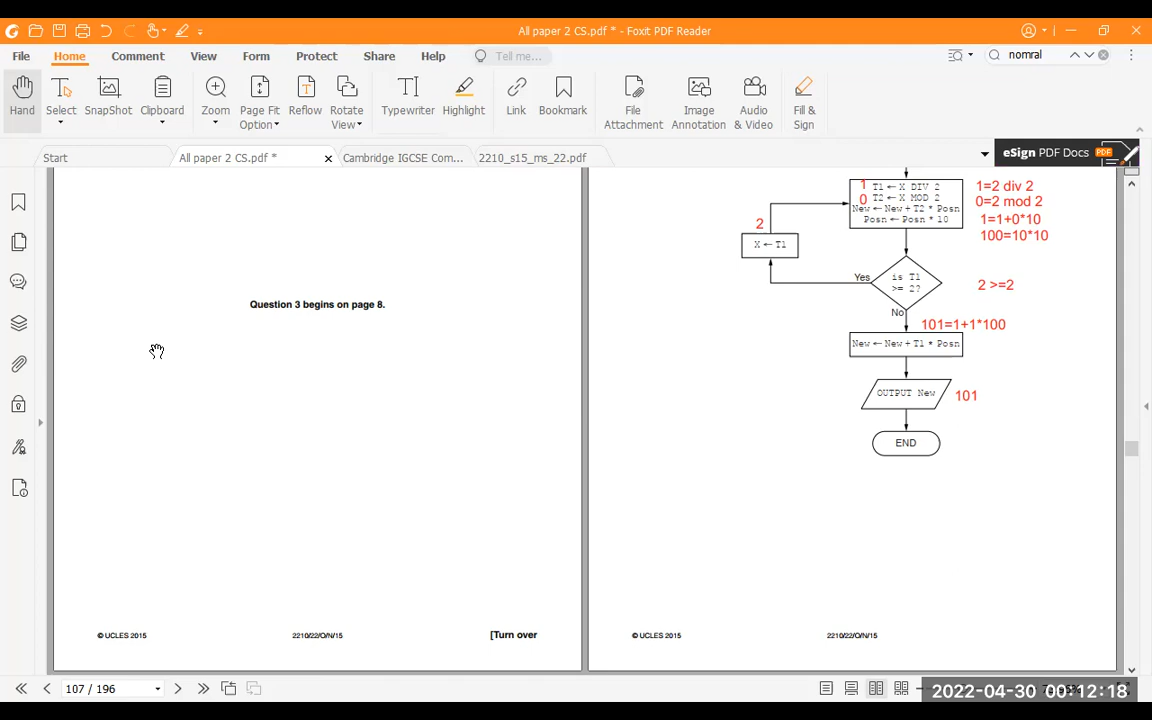 All paper 2 CS.pdf * - Foxit PDF Reader
File Home Comment View Form Protect Share Help Tell me... nomral
Hand Select SnapShot Clipboard Zoom Page Fit Option Reflow Rotate View Typewriter Highlight Link Bookmark File Attachment Image Annotation Audio & Video Fill & Sign
Start All paper 2 CS.pdf * Cambridge IGCSE Com... 2210_s15_ms_22.pdf eSign PDF Docs PDF
Question 3 begins on page 8.
© UCLES 2015 2210/22/O/N/15 [Turn over
1 T1 ← X DIV 2 1=2 div 2
0 T2 ← X MOD 2 0=2 mod 2
New ← New + T2 * Posn 1=1+0*10
Posn ← Posn * 10 100=10*10
2
X ← T1
Yes is T1 >= 2? 2 >=2
No
101=1+1*100
New ← New + T1 * Posn
OUTPUT New 101
END
© UCLES 2015 2210/22/O/N/15
107 / 196
2022-04-30 00:12:18